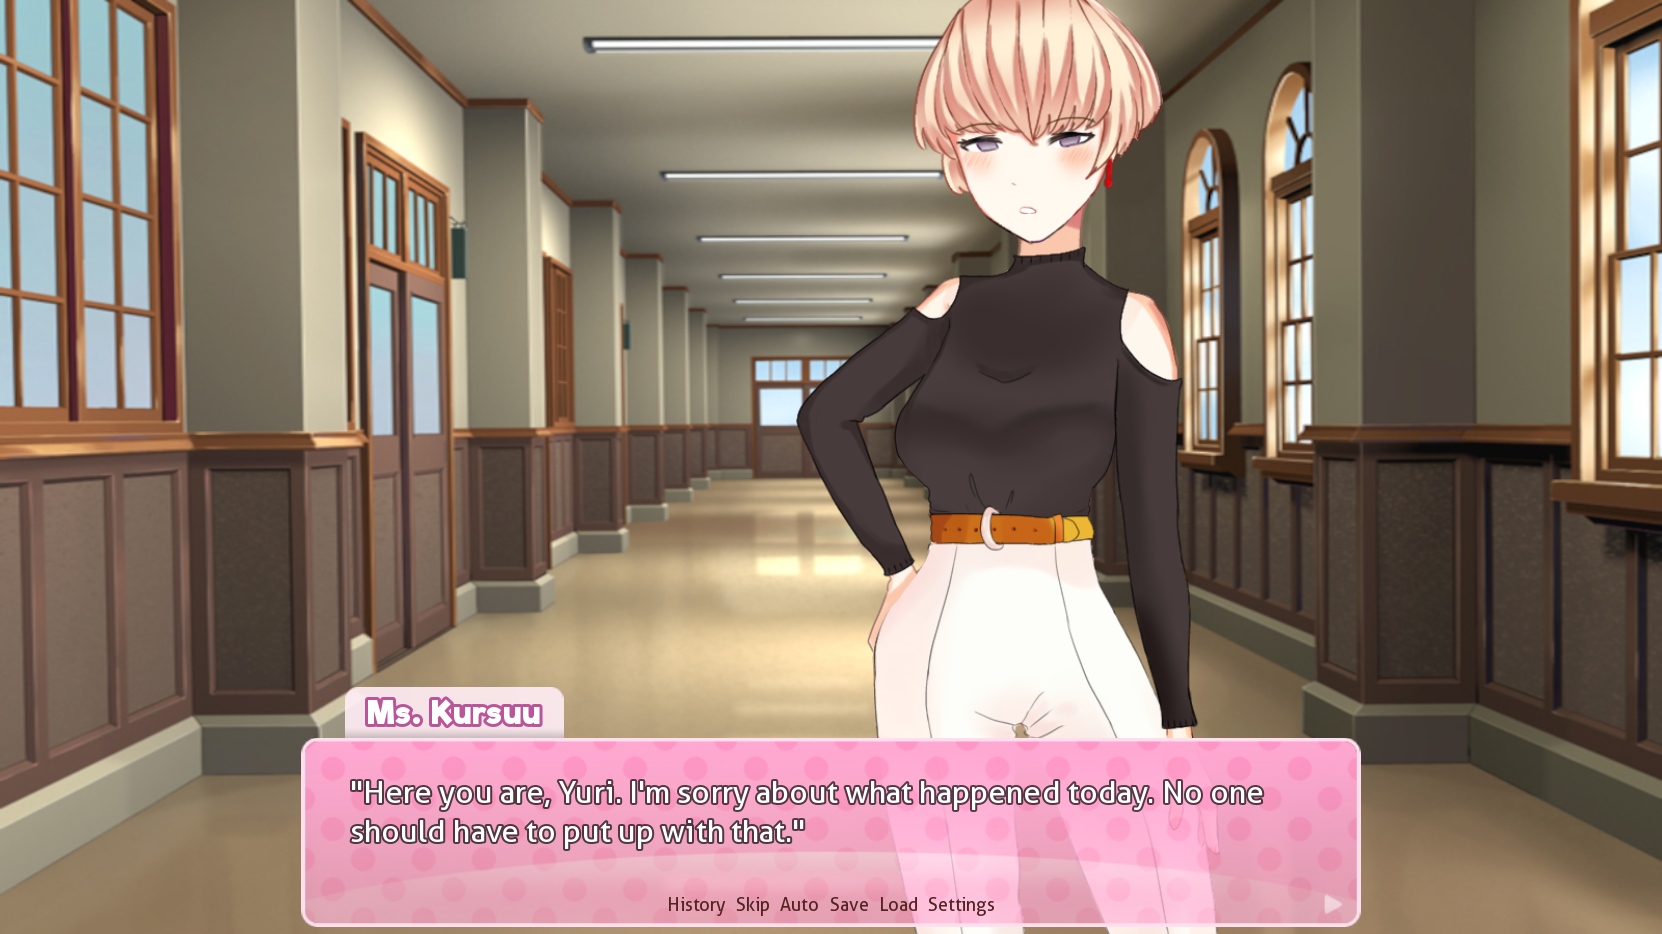 Ms. Kursuu
"Here you are, Yuri. I'm sorry about what happened today. No one
should have to put up with that."
History Skip Auto Save Load Settings